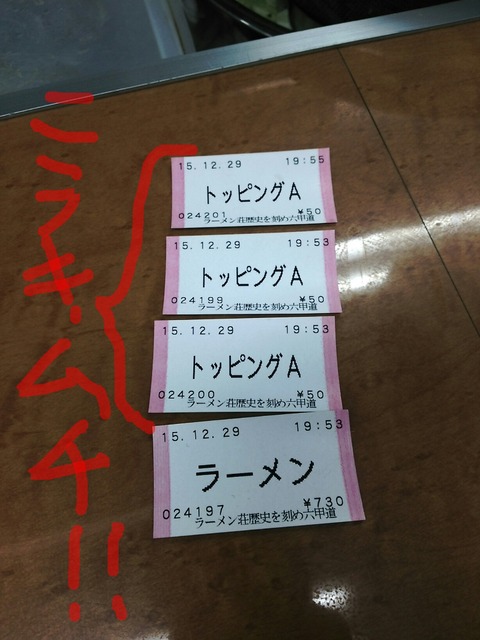 ニラキムチ!!
15.12.29 19:55
トッピングA
024201 ¥50
ラーメン荘歴史を刻め六甲道
15.12.29 19:53
トッピングA
024199 ¥50
ラーメン荘歴史を刻め六甲道
15.12.29 19:53
トッピングA
024200 ¥50
ラーメン荘歴史を刻め六甲道
15.12.29 19:53
ラーメン
024197 ¥730
ラーメン荘歴史を刻め六甲道